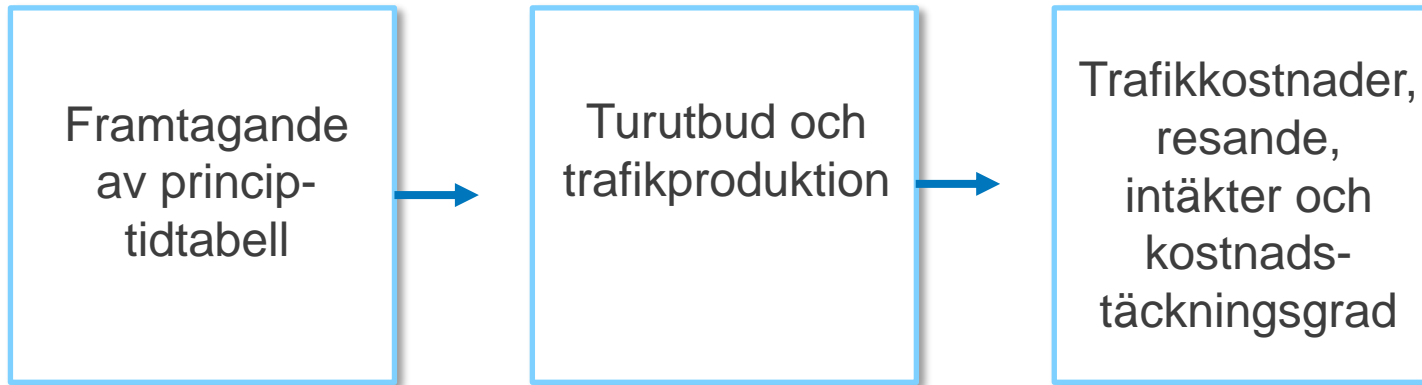 Framtagande
av princip-
tidtabell
Turutbud och
trafikproduktion
Trafikkostnader,
resande,
intäkter och
kostnads-
täckningsgrad